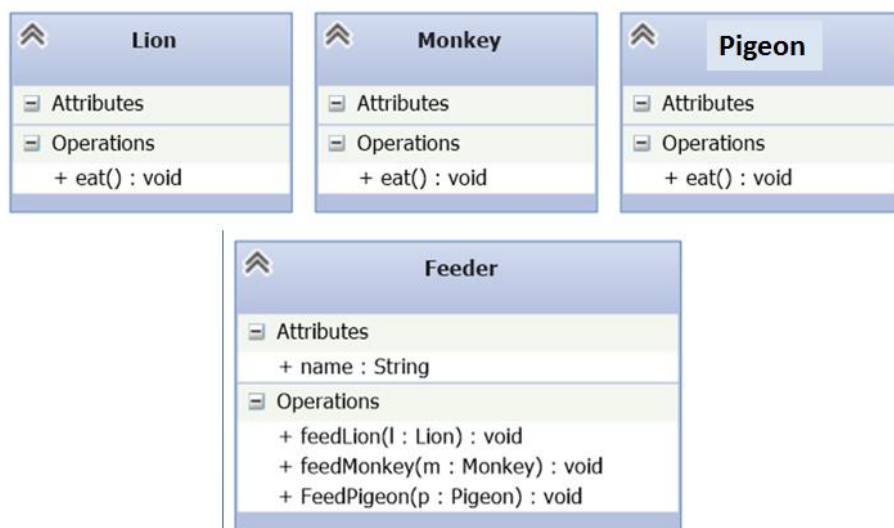 Lion
Attributes
Operations
+ eat() : void
Monkey
Attributes
Operations
+ eat() : void
Pigeon
Attributes
Operations
+ eat() : void
Feeder
Attributes
+ name : String
Operations
+ feedLion(l : Lion) : void
+ feedMonkey(m : Monkey) : void
+ FeedPigeon(p : Pigeon) : void